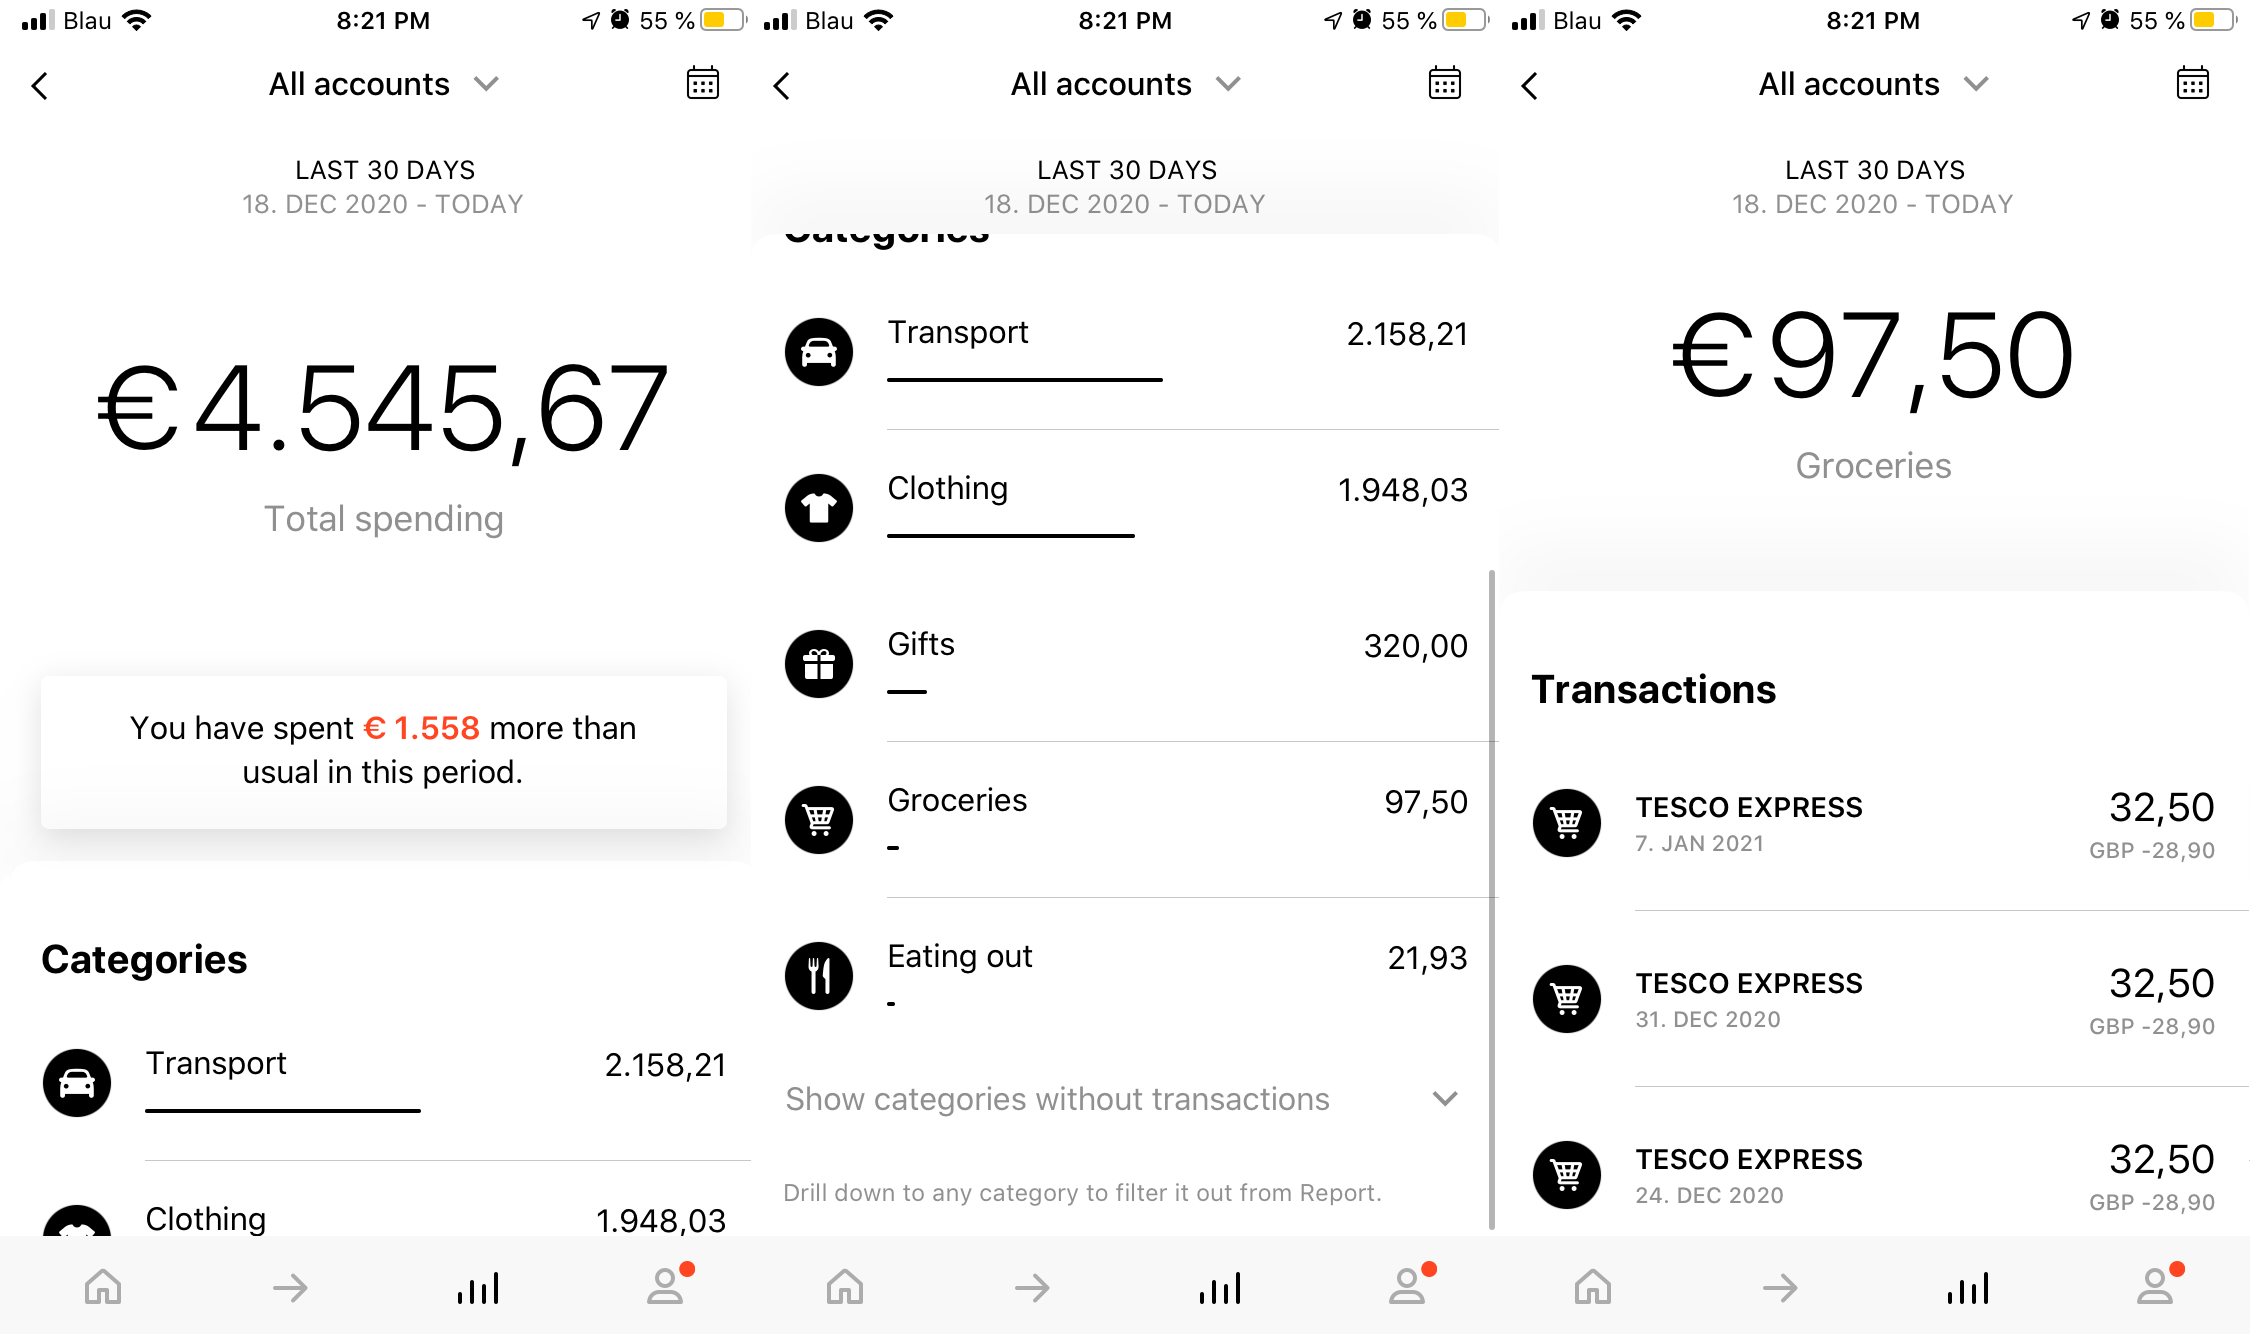 Blau 8:21 PM 55 %
All accounts
LAST 30 DAYS
18. DEC 2020 - TODAY
€4.545,67
Total spending
You have spent € 1.558 more than
usual in this period.
Categories
Transport 2.158,21
Clothing 1.948,03
Blau 8:21 PM 55 %
All accounts
LAST 30 DAYS
18. DEC 2020 - TODAY
Categories
Transport 2.158,21
Clothing 1.948,03
Gifts 320,00
Groceries 97,50
Eating out 21,93
Show categories without transactions
Drill down to any category to filter it out from Report.
Blau 8:21 PM 55 %
All accounts
LAST 30 DAYS
18. DEC 2020 - TODAY
€97,50
Groceries
Transactions
TESCO EXPRESS 32,50
7. JAN 2021 GBP -28,90
TESCO EXPRESS 32,50
31. DEC 2020 GBP -28,90
TESCO EXPRESS 32,50
24. DEC 2020 GBP -28,90